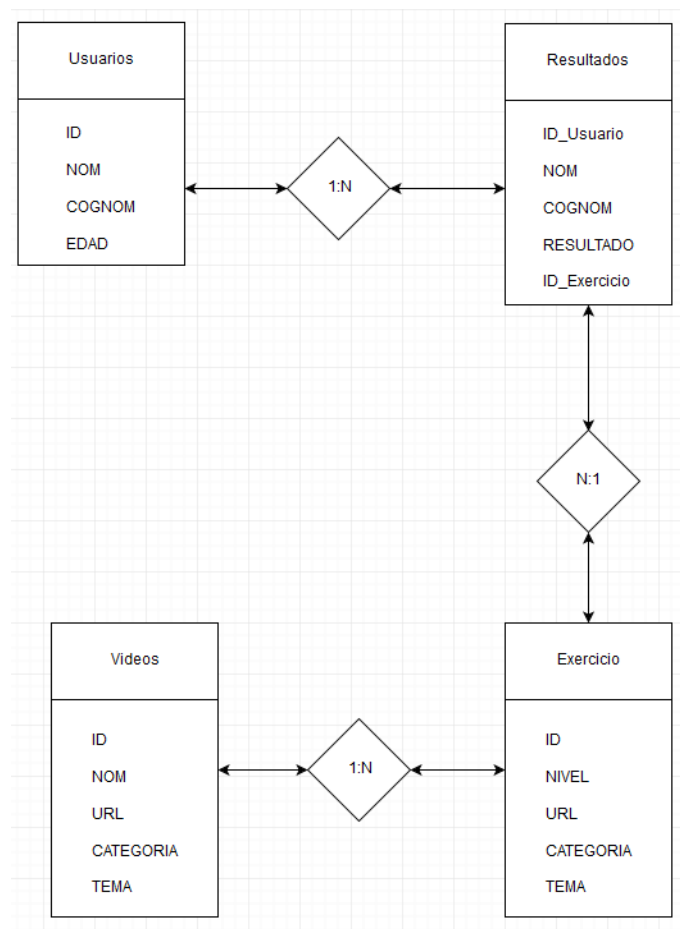 Usuarios
ID
NOM
COGNOM
EDAD
1:N
Resultados
ID_Usuario
NOM
COGNOM
RESULTADO
ID_Exercicio
N:1
Videos
ID
NOM
URL
CATEGORIA
TEMA
1:N
Exercicio
ID
NIVEL
URL
CATEGORIA
TEMA